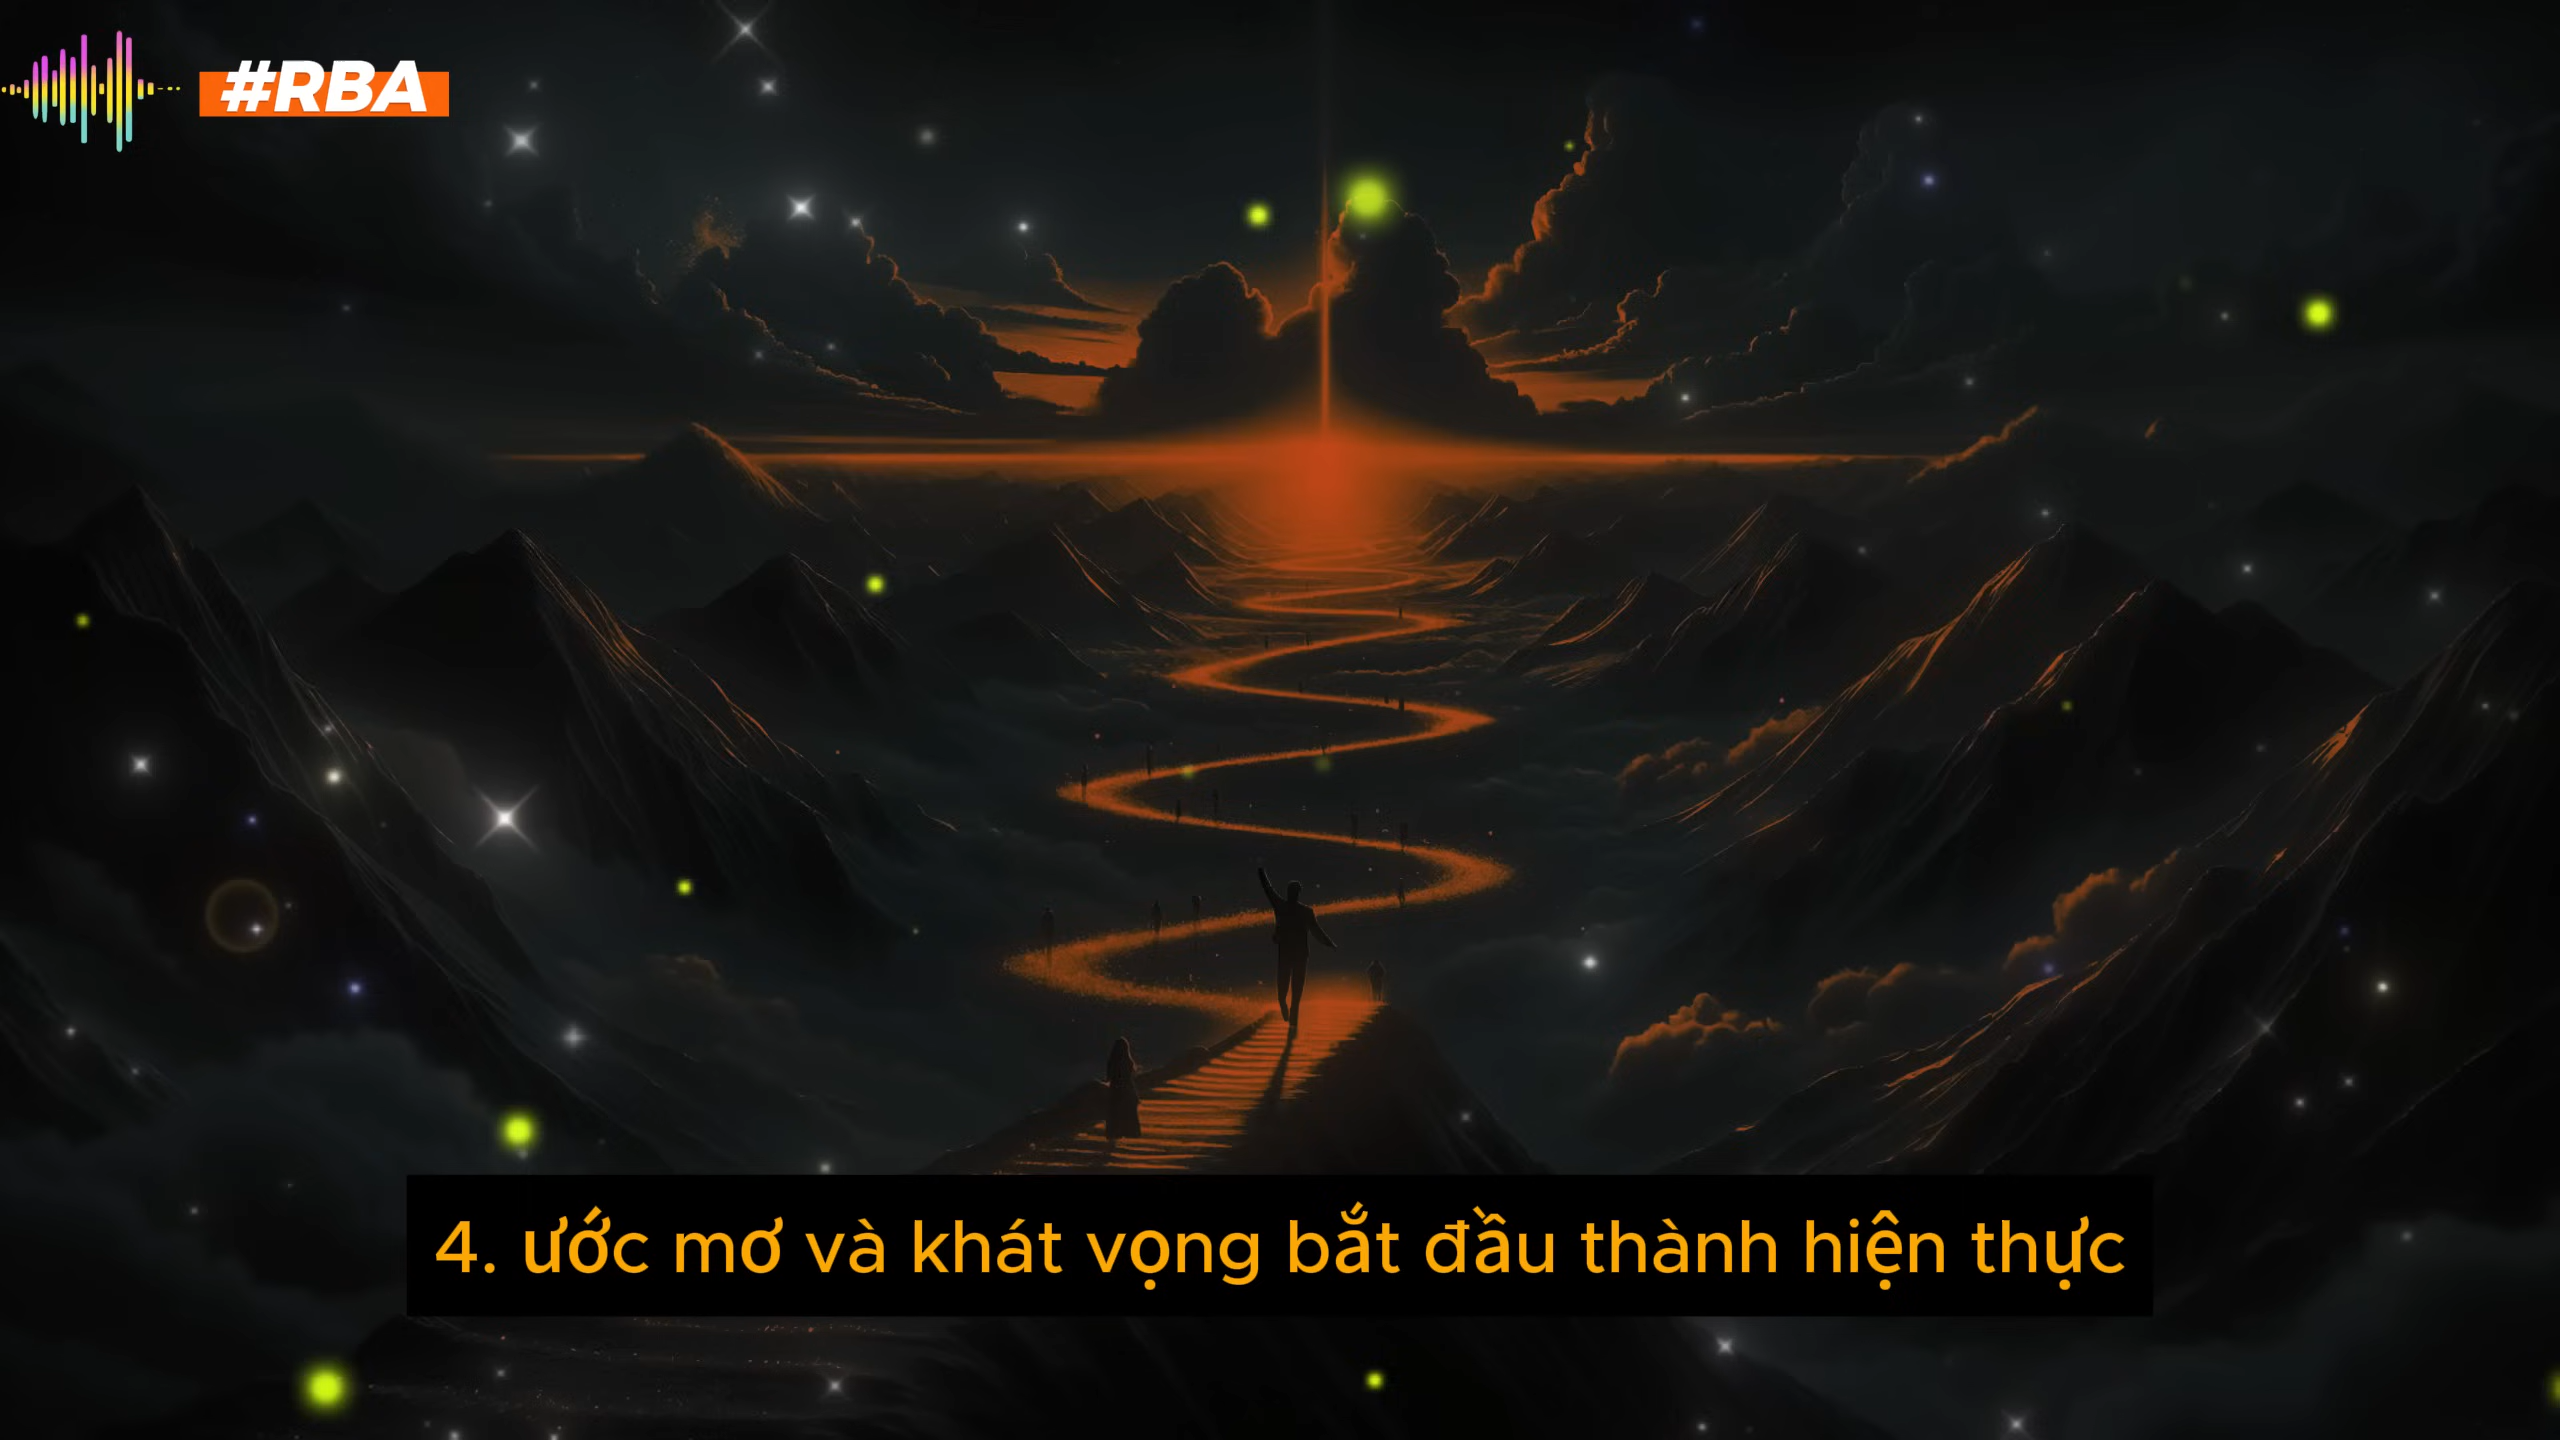 #RBA
4. ước mơ và khát vọng bắt đầu thành hiện thực